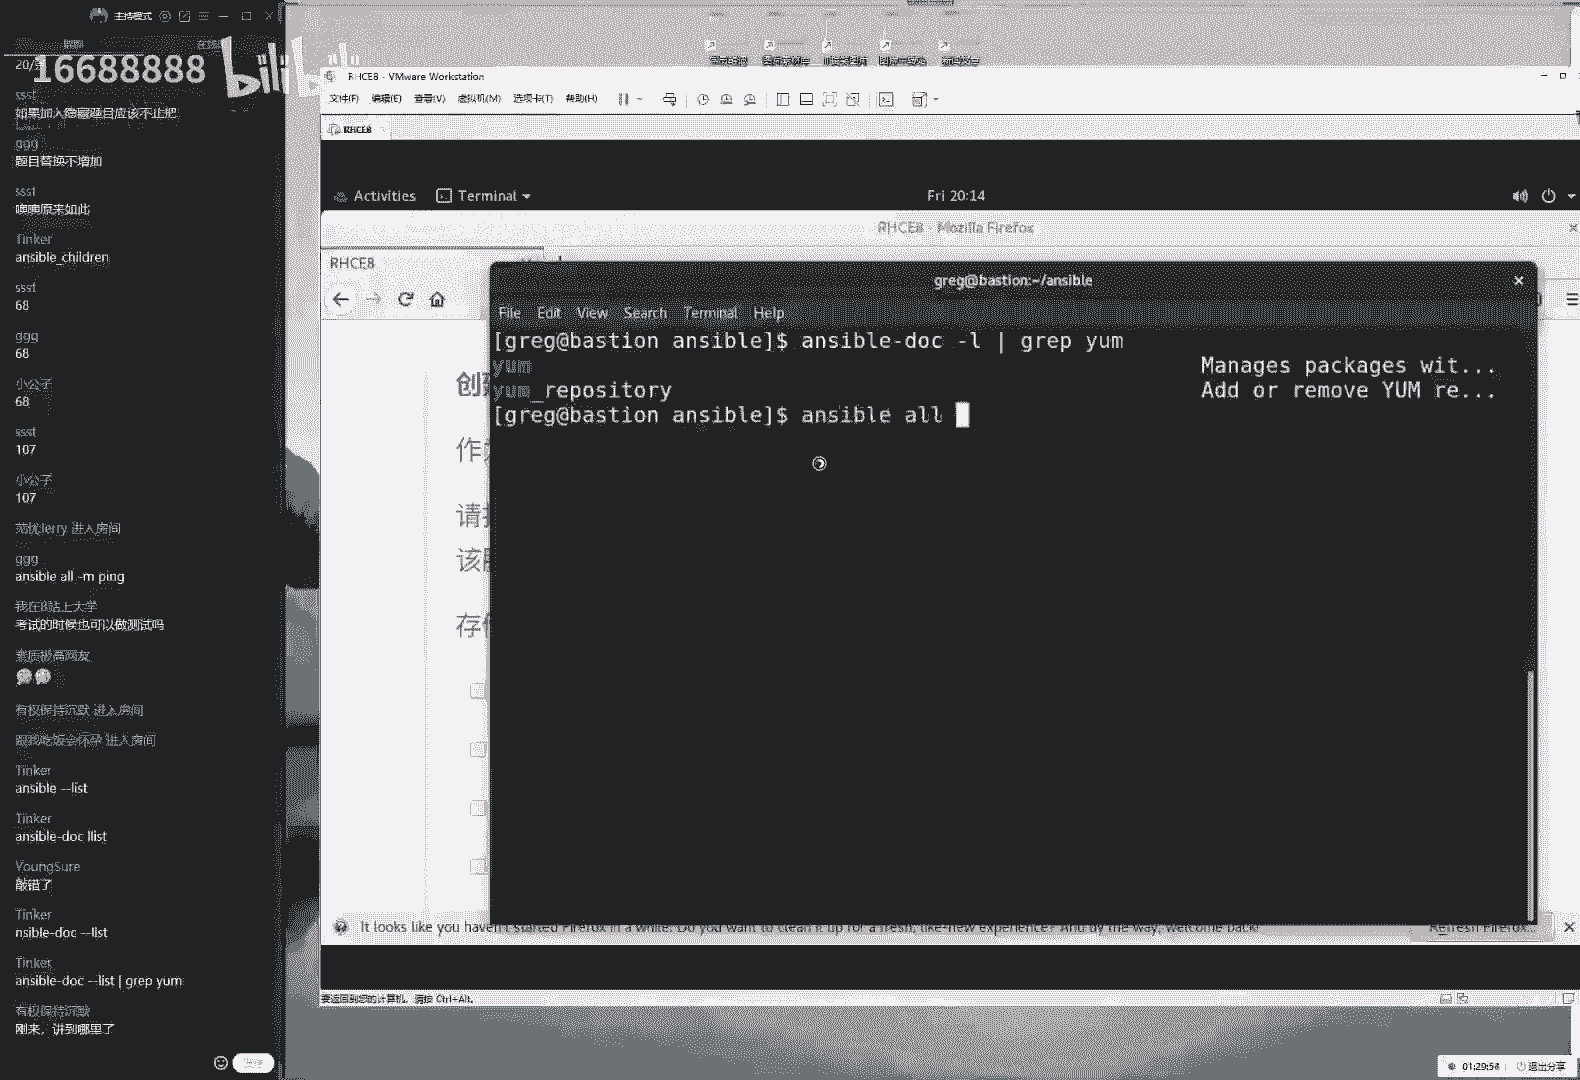 主持模式
20/
16688888
bilibili
ssst
如果加入隐藏题目应该不止把
ggg
题目替换不增加
ssst
噢噢原来如此
Tinker
ansible_children
ssst
68
ggg
68
小公子
68
ssst
107
小公子
107
范忧Jerry 进入房间
ggg
ansible all -m ping
我在B站上大学
考试的时候也可以做测试吗
素质极高网友
有权保持沉默 进入房间
跟我吃饭会怀孕 进入房间
Tinker
ansible --list
Tinker
ansible-doc llist
YoungSure
敲错了
Tinker
nsible-doc --list
Tinker
ansible-doc --list | grep yum
有权保持沉默
刚来，讲到哪里了
RHCE8 - VMware Workstation
文件(F) 编辑(E) 查看(V) 虚拟机(M) 选项卡(T) 帮助(H)
RHCE8
Activities Terminal Fri 20:14
RHCE8 - Mozilla Firefox
RHCE8
greg@bastion:~/ansible
File Edit View Search Terminal Help
[greg@bastion ansible]$ ansible-doc -l | grep yum
yum Manages packages wit...
yum_repository Add or remove YUM re...
[greg@bastion ansible]$ ansible all
创建
作为
请按
该脚
存储
It looks like you haven't started Firefox in a while. Do you want to clean it up for a fresh, like-new experience? And by the way, welcome back! Refresh Firefox...
要返回到您的计算机，请按 Ctrl+Alt。
01:29:58 退出分享